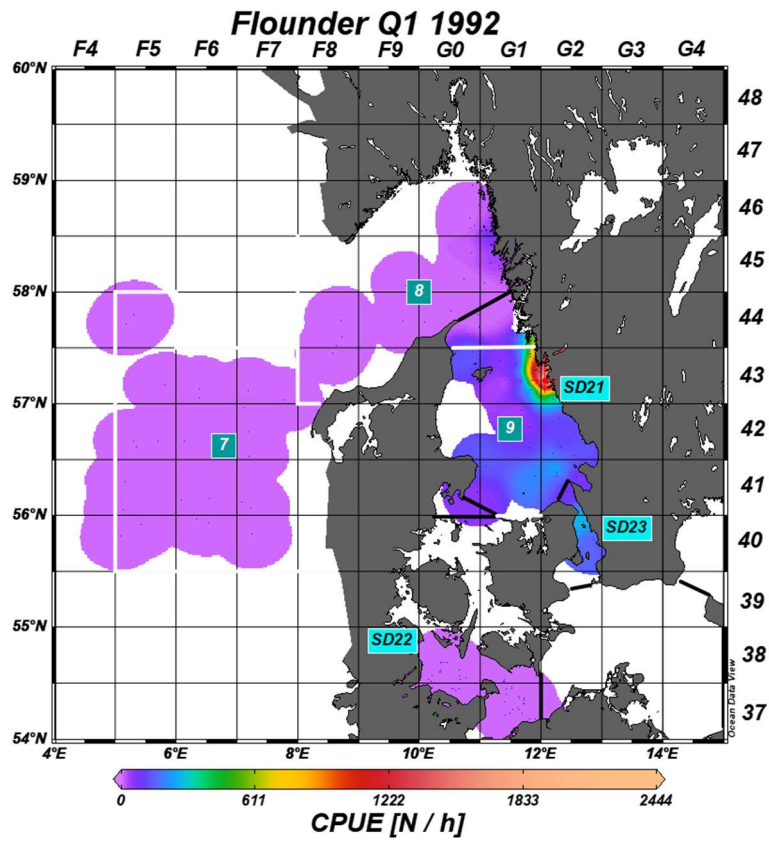 Flounder Q1 1992
F4 F5 F6 F7 F8 F9 G0 G1 G2 G3 G4
60°N
48
47
59°N
46
45
58°N
8
44
43
SD21
57°N
9
42
7
41
56°N
SD23
40
39
55°N
SD22
38
37
Ocean Data View
54°N
4°E 6°E 8°E 10°E 12°E 14°E
0 611 1222 1833 2444
CPUE [N / h]